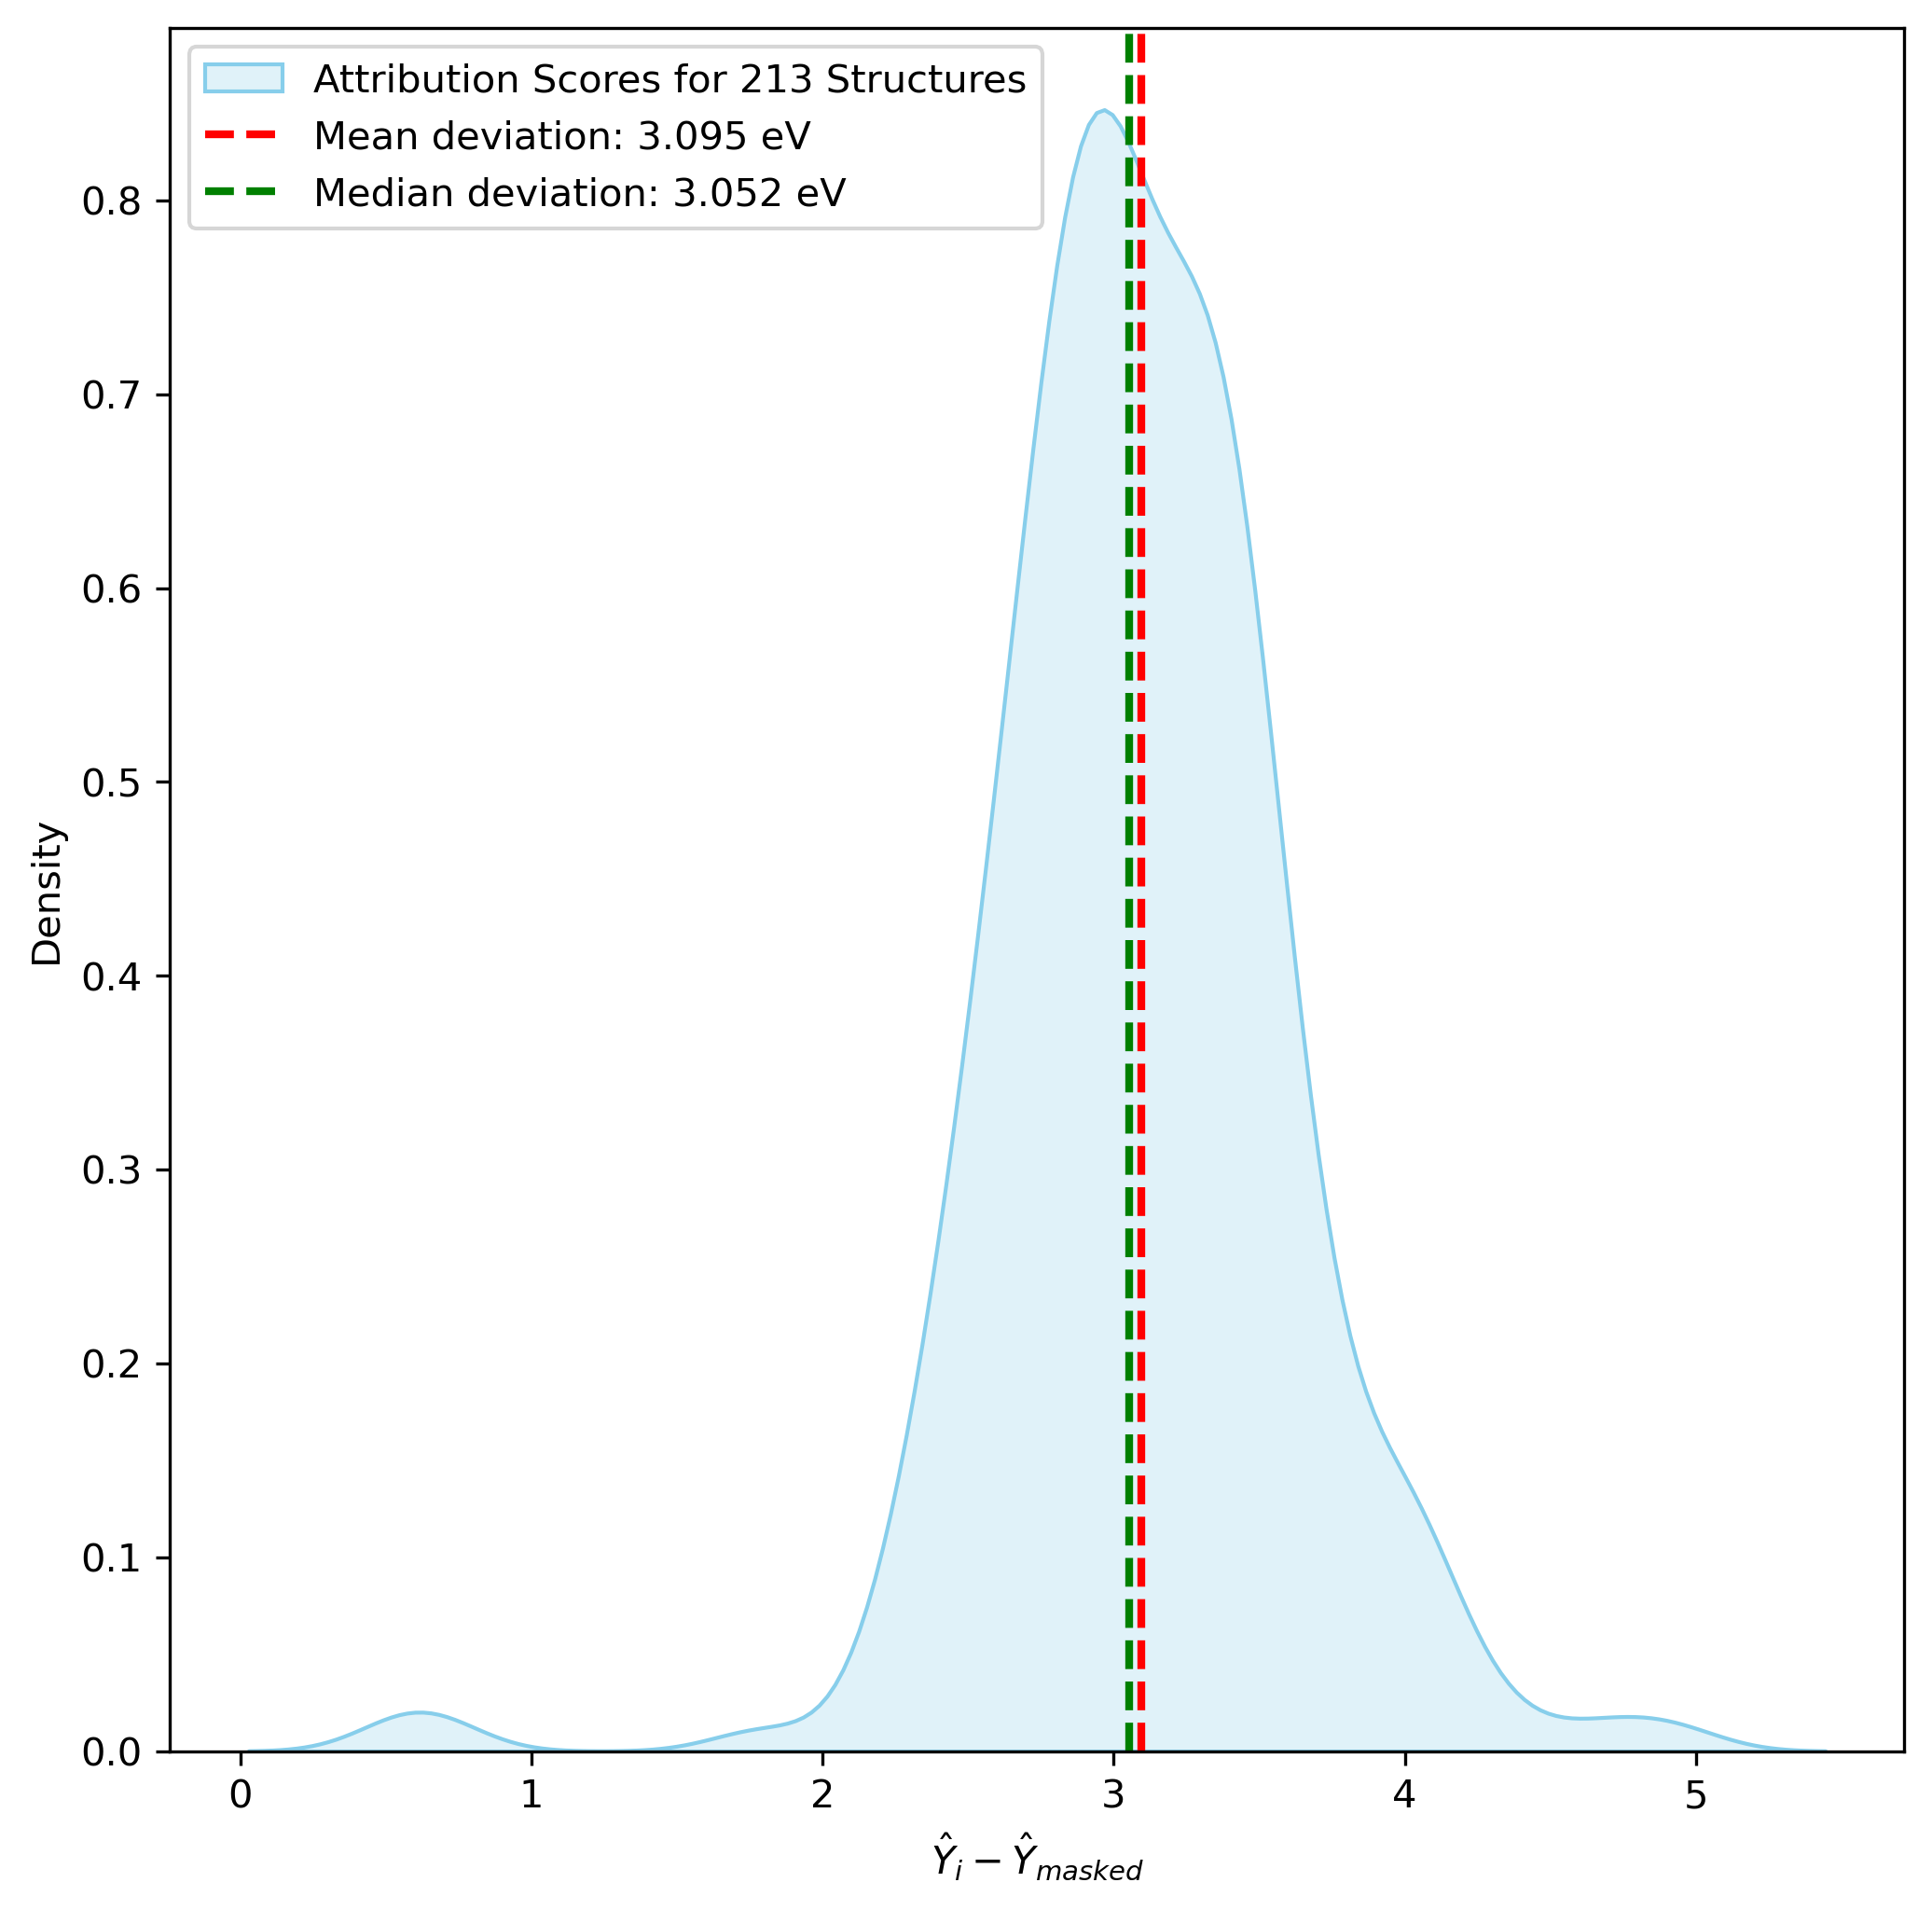 Attribution Scores for 213 Structures
Mean deviation: 3.095 eV
Median deviation: 3.052 eV
0.8
0.7
0.6
0.5
0.4
0.3
0.2
0.1
0.0
Density
0 1 2 3 4 5
Ŷ_i − Ŷ_masked